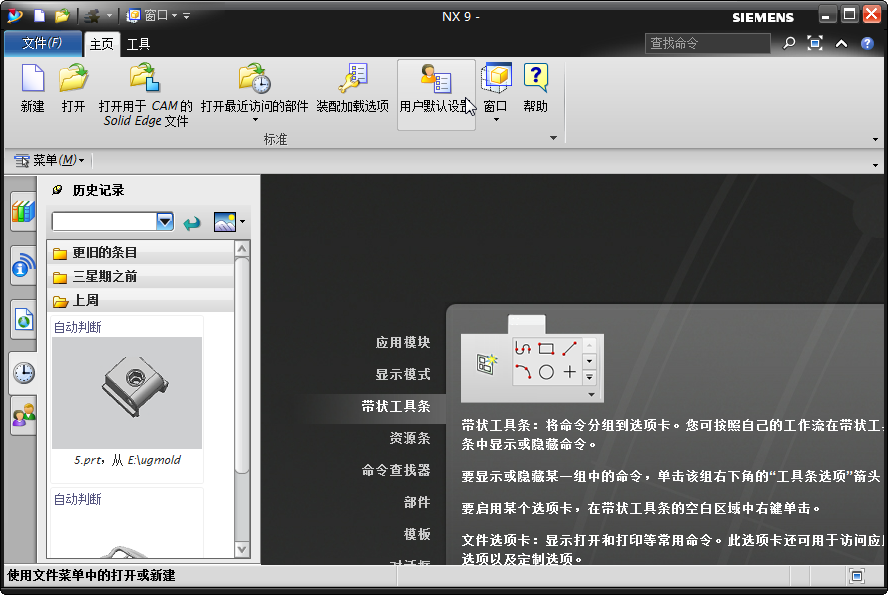 窗口
NX 9 -
SIEMENS
文件(F)
主页
工具
查找命令
新建
打开
打开用于 CAM 的
Solid Edge 文件
打开最近访问的部件
装配加载选项
用户默认设置
窗口
帮助
标准
菜单(M)
历史记录
更旧的条目
三星期之前
上周
自动判断
5.prt，从 E:\ugmold
自动判断
应用模块
显示模式
带状工具条
资源条
命令查找器
部件
模板
对话框
带状工具条：将命令分组到选项卡。您可按照自己的工作流在带状工具
条中显示或隐藏命令。
要显示或隐藏某一组中的命令，单击该组右下角的“工具条选项”箭头
要启用某个选项卡，在带状工具条的空白区域中右键单击。
文件选项卡：显示打开和打印等常用命令。此选项卡还可用于访问应用
选项以及定制选项。
使用文件菜单中的打开或新建